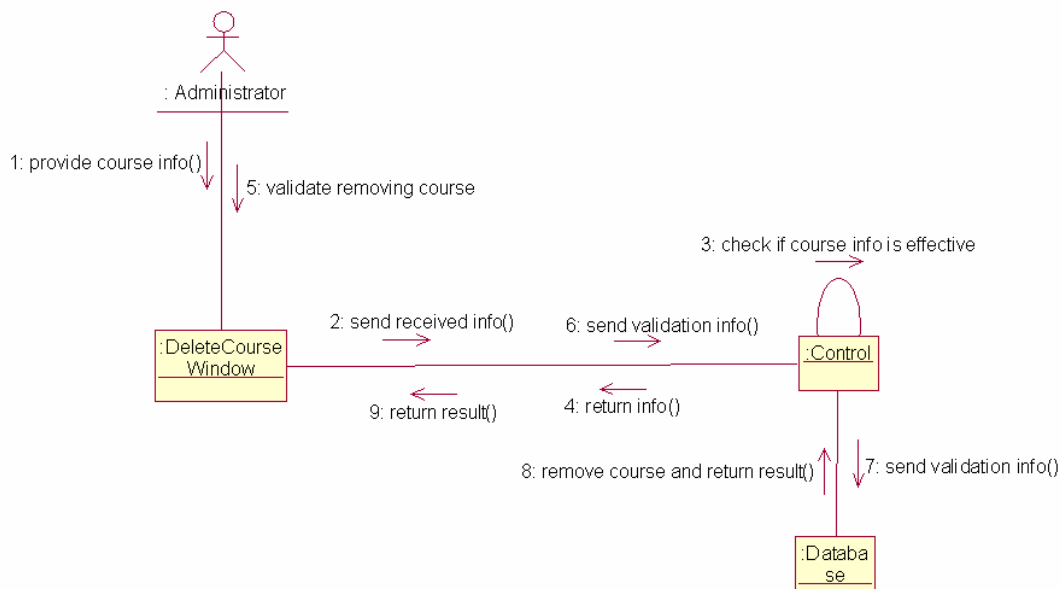 : Administrator
1: provide course info()
5: validate removing course
3: check if course info is effective
2: send received info()
6: send validation info()
:DeleteCourse
Window
:Control
9: return result()
4: return info()
8: remove course and return result()
7: send validation info()
:Databa
se